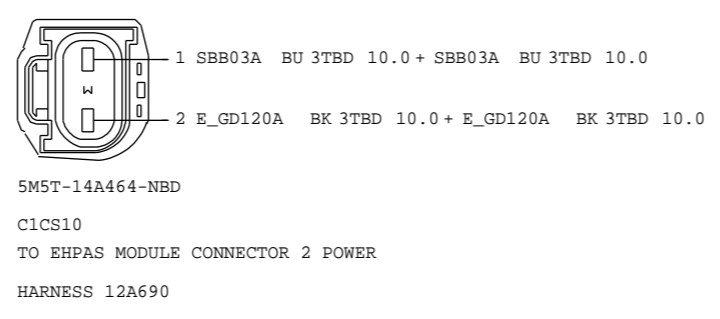 1 SBB03A BU 3TBD 10.0 + SBB03A BU 3TBD 10.0
W
2 E_GD120A BK 3TBD 10.0 + E_GD120A BK 3TBD 10.0
5M5T-14A464-NBD
C1CS10
TO EHPAS MODULE CONNECTOR 2 POWER
HARNESS 12A690